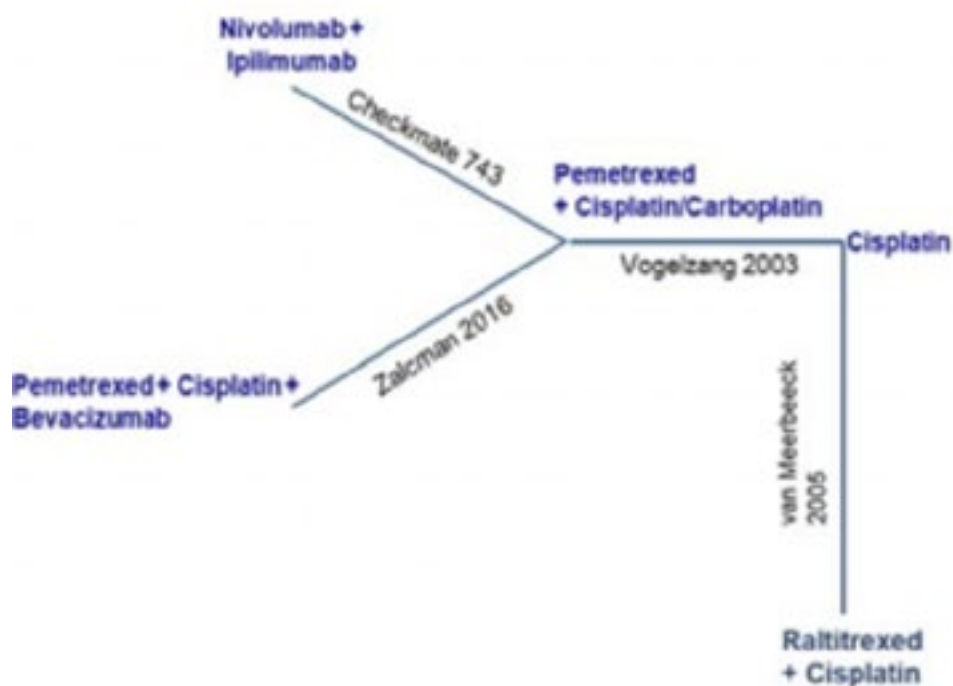 Nivolumab +
Ipilimumab
Checkmate 743
Pemetrexed
+ Cisplatin/Carboplatin
Cisplatin
Vogelzang 2003
Zalcman 2016
Pemetrexed + Cisplatin +
Bevacizumab
van Meerbeeck
2005
Raltitrexed
+ Cisplatin